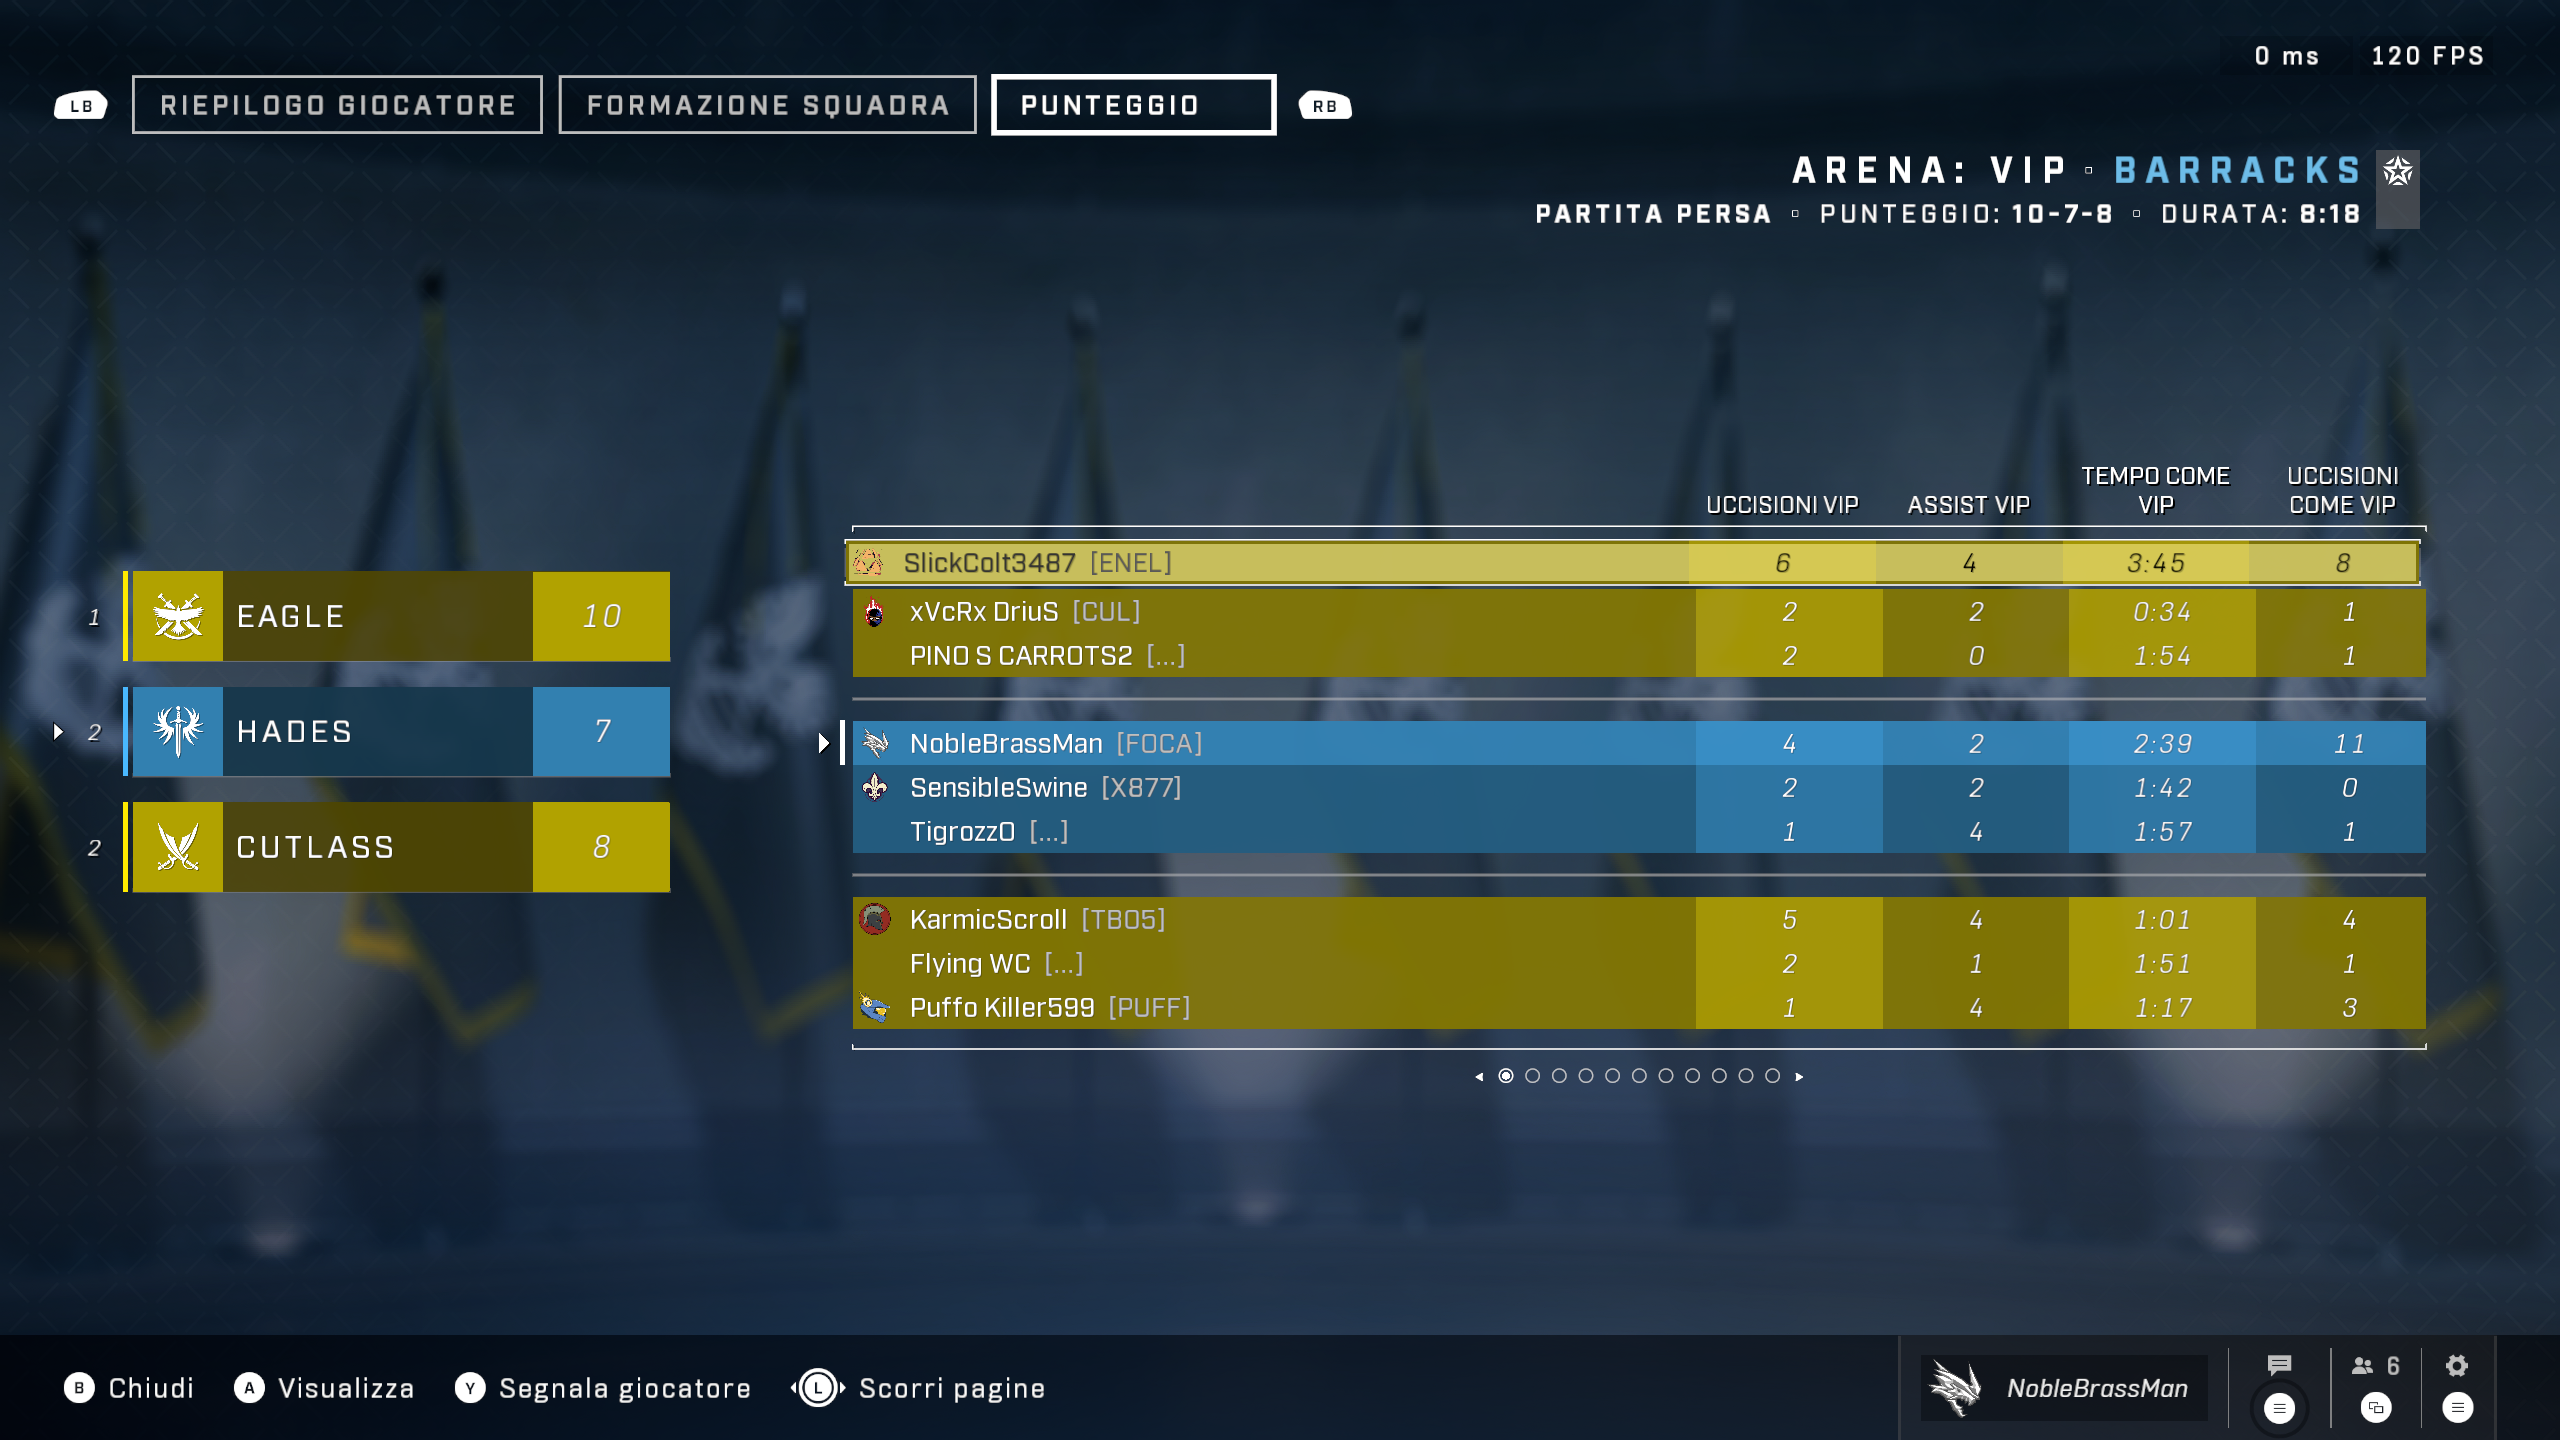 0 ms 120 FPS
LB RIEPILOGO GIOCATORE FORMAZIONE SQUADRA PUNTEGGIO RB
ARENA: VIP ▫ BARRACKS
PARTITA PERSA ▫ PUNTEGGIO: 10-7-8 ▫ DURATA: 8:18
1 EAGLE 10
2 HADES 7
2 CUTLASS 8
UCCISIONI VIP ASSIST VIP TEMPO COME VIP UCCISIONI COME VIP
SlickColt3487 [ENEL] 6 4 3:45 8
xVcRx DriuS [CUL] 2 2 0:34 1
PINO S CARROTS2 [...] 2 0 1:54 1
NobleBrassMan [FOCA] 4 2 2:39 11
SensibleSwine [X877] 2 2 1:42 0
TigrozzO [...] 1 4 1:57 1
KarmicScroll [TB05] 5 4 1:01 4
Flying WC [...] 2 1 1:51 1
Puffo Killer599 [PUFF] 1 4 1:17 3
B Chiudi A Visualizza Y Segnala giocatore L Scorri pagine
NobleBrassMan 6